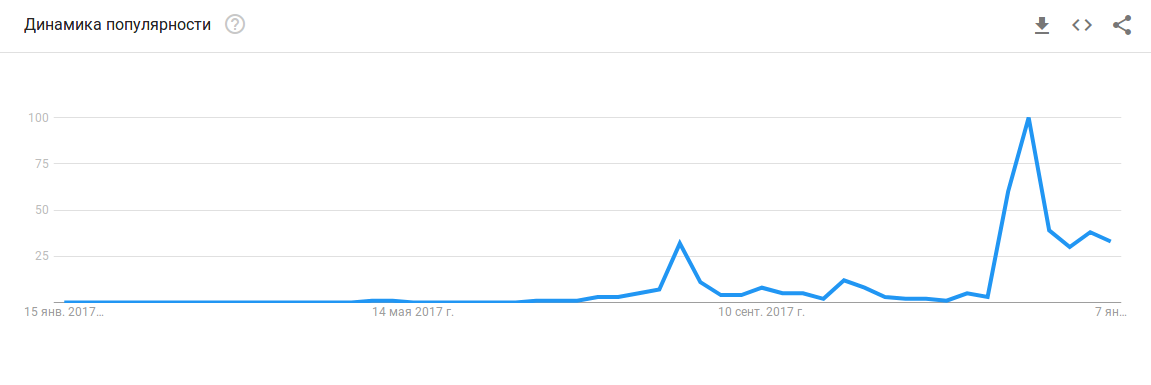 Динамика популярности
100
75
50
25
15 янв. 2017…
14 мая 2017 г.
10 сент. 2017 г.
7 ян…